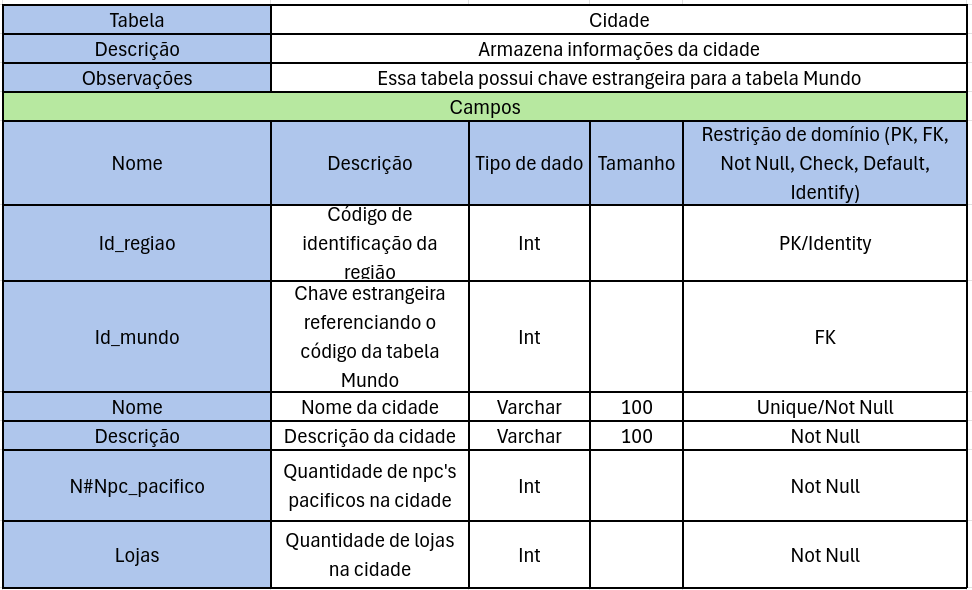 Tabela Cidade
Descrição Armazena informações da cidade
Observações Essa tabela possui chave estrangeira para a tabela Mundo
Campos
Nome Descrição Tipo de dado Tamanho Restrição de domínio (PK, FK,
Not Null, Check, Default,
Identify)
Id_regiao Código de
identificação da
região Int PK/Identity
Id_mundo Chave estrangeira
referenciando o
código da tabela
Mundo Int FK
Nome Nome da cidade Varchar 100 Unique/Not Null
Descrição Descrição da cidade Varchar 100 Not Null
N#Npc_pacifico Quantidade de npc's
pacificos na cidade Int Not Null
Lojas Quantidade de lojas
na cidade Int Not Null